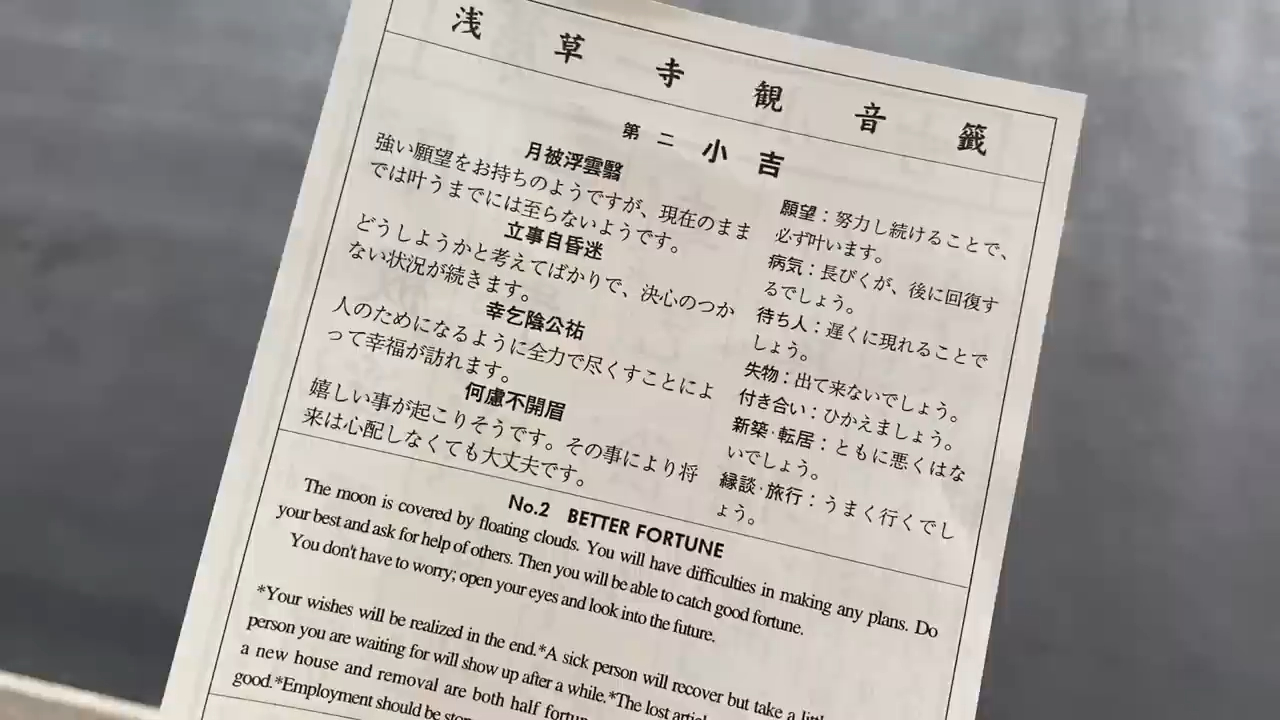 浅草寺観音籤
第二 小吉
月被浮雲翳
強い願望をお持ちのようですが、現在のまま
では叶うまでには至らないようです。
立事自昏迷
どうしようかと考えてばかりで、決心のつか
ない状況が続きます。
幸乞陰公祐
人のためになるように全力で尽くすことによ
って幸福が訪れます。
何慮不開眉
嬉しい事が起こりそうです。その事により将
来は心配しなくても大丈夫です。
願望：努力し続けることで、
必ず叶います。
病気：長びくが、後に回復す
るでしょう。
待ち人：遅くに現れることで
しょう。
失物：出て来ないでしょう。
付き合い：ひかえましょう。
新築・転居：ともに悪くはな
いでしょう。
縁談・旅行：うまく行くでし
ょう。
No.2 BETTER FORTUNE
The moon is covered by floating clouds. You will have difficulties in making any plans. Do
your best and ask for help of others. Then you will be able to catch good fortune.
You don't have to worry; open your eyes and look into the future.
*Your wishes will be realized in the end.*A sick person will recover but take a
person you are waiting for will show up after a while.*The lost
a new house and removal are both half
good.*Employment should be